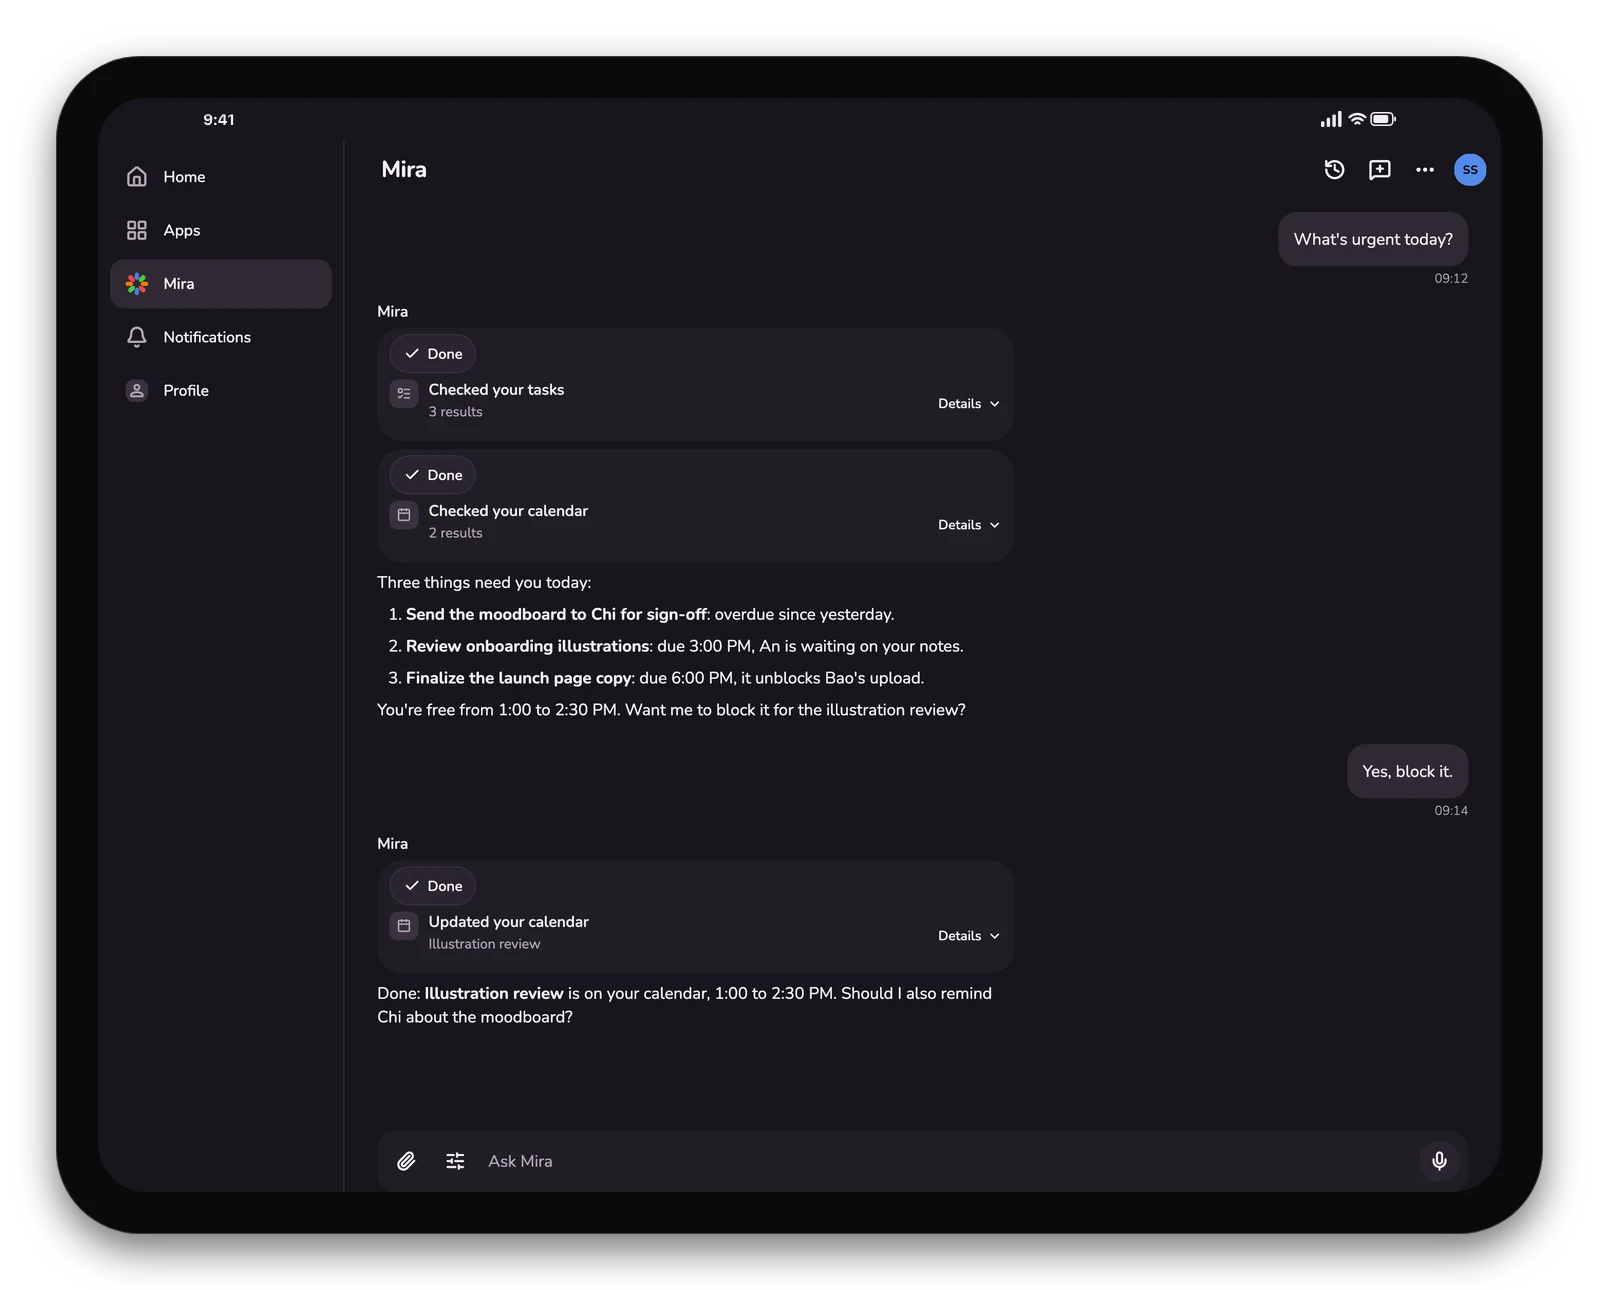 9:41
Home
Apps
Mira
Notifications
Profile
Mira
SS
What's urgent today?
09:12
Mira
Done
Checked your tasks
3 results
Details
Done
Checked your calendar
2 results
Details
Three things need you today:
1. Send the moodboard to Chi for sign-off: overdue since yesterday.
2. Review onboarding illustrations: due 3:00 PM, An is waiting on your notes.
3. Finalize the launch page copy: due 6:00 PM, it unblocks Bao's upload.
You're free from 1:00 to 2:30 PM. Want me to block it for the illustration review?
Yes, block it.
09:14
Mira
Done
Updated your calendar
Illustration review
Details
Done: Illustration review is on your calendar, 1:00 to 2:30 PM. Should I also remind
Chi about the moodboard?
Ask Mira